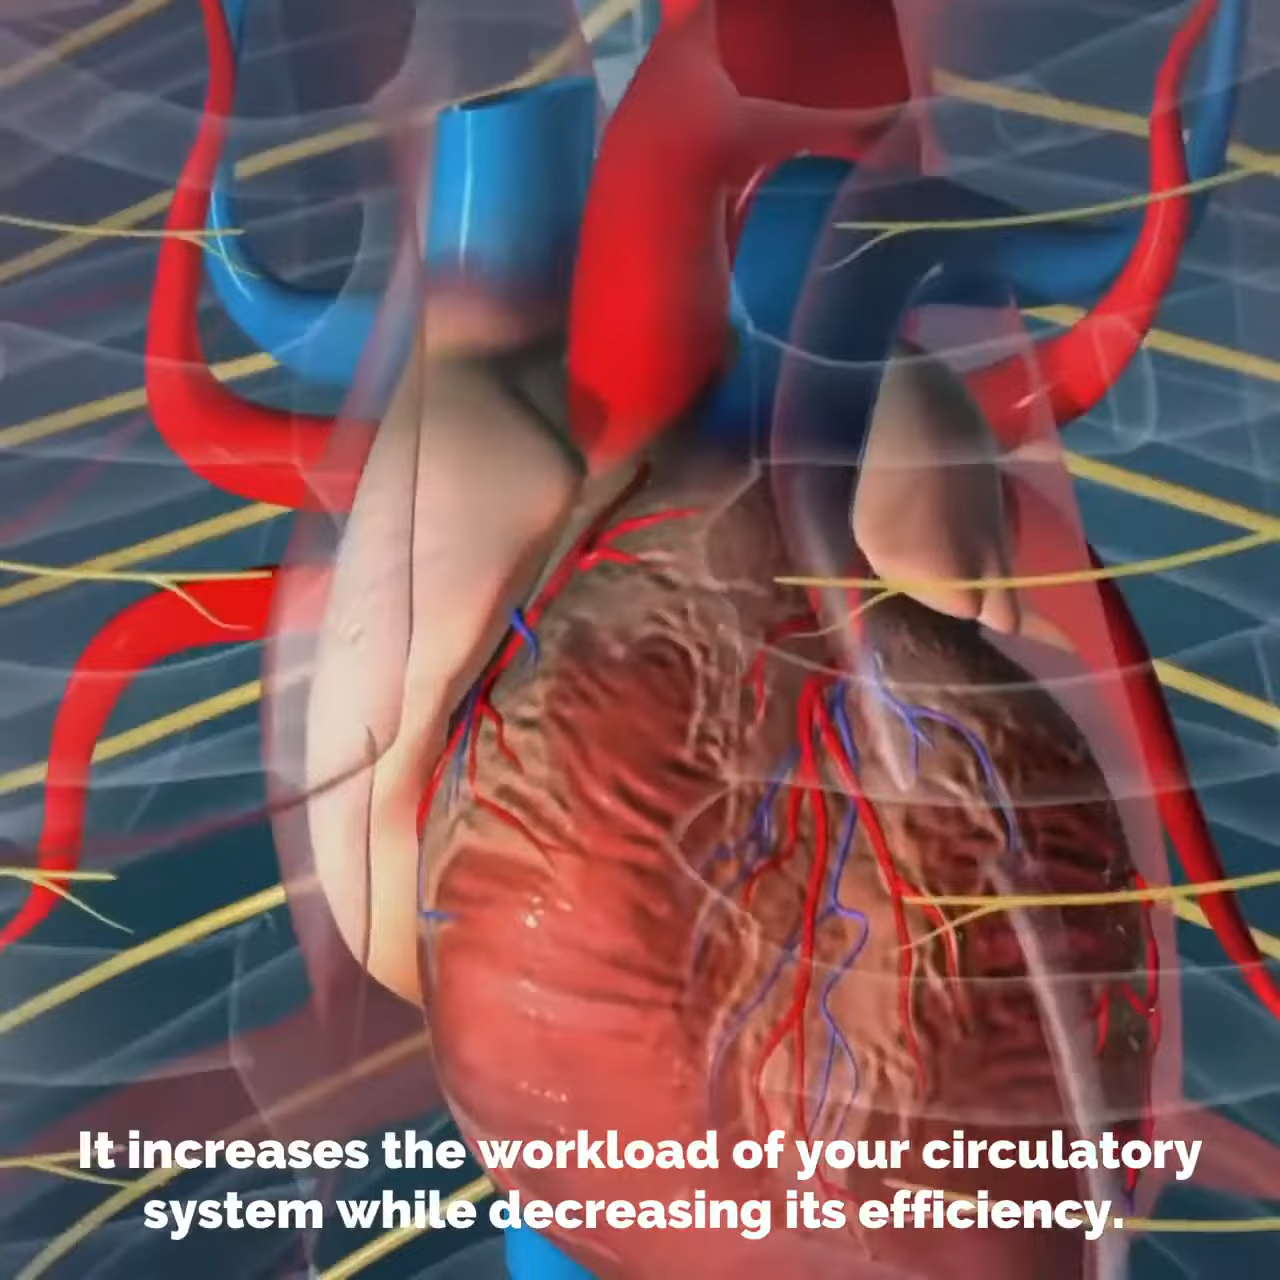 It increases the workload of your circulatory
system while decreasing its efficiency.